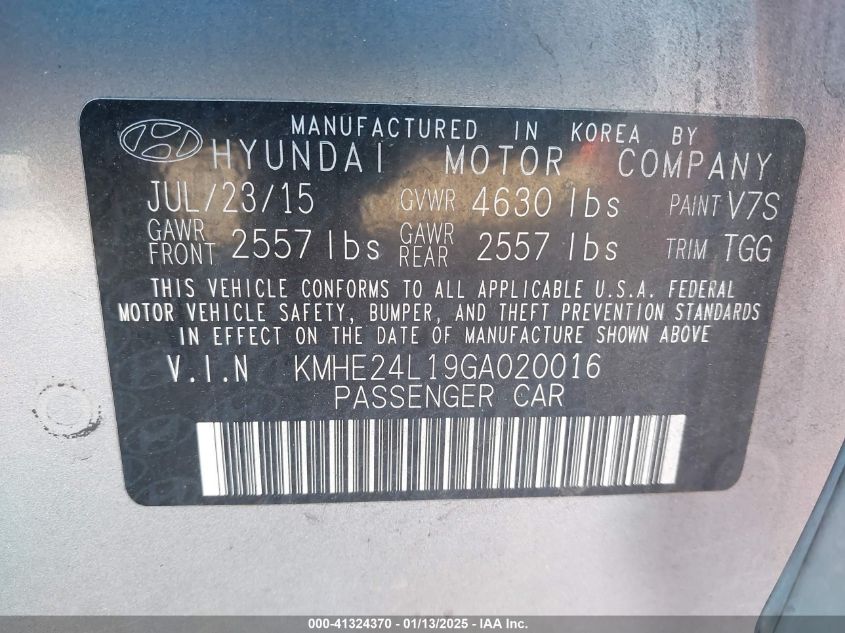 MANUFACTURED IN KOREA BY
HYUNDAI MOTOR COMPANY
JUL/23/15 GVWR 4630 lbs PAINT V7S
GAWR FRONT 2557 lbs GAWR REAR 2557 lbs TRIM TGG
THIS VEHICLE CONFORMS TO ALL APPLICABLE U.S.A. FEDERAL
MOTOR VEHICLE SAFETY, BUMPER, AND THEFT PREVENTION STANDARDS
IN EFFECT ON THE DATE OF MANUFACTURE SHOWN ABOVE
V.I.N KMHE24L19GA020016
PASSENGER CAR
000-41324370 - 01/13/2025 - IAA Inc.